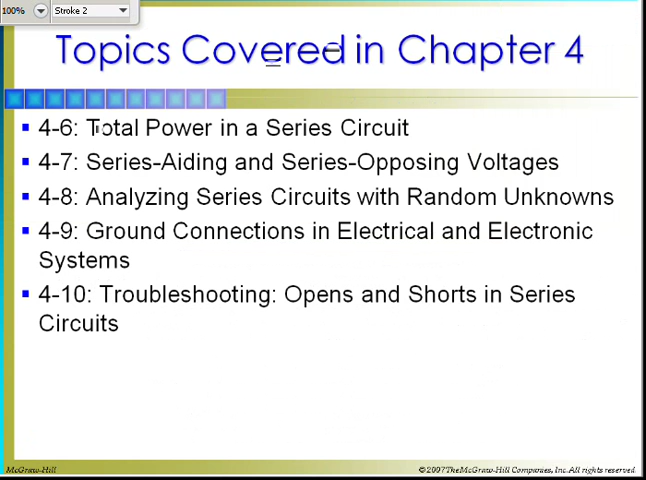 100% Stroke 2
Topics Covered in Chapter 4
4-6: Total Power in a Series Circuit
4-7: Series-Aiding and Series-Opposing Voltages
4-8: Analyzing Series Circuits with Random Unknowns
4-9: Ground Connections in Electrical and Electronic
Systems
4-10: Troubleshooting: Opens and Shorts in Series
Circuits
McGraw-Hill ©2007TheMcGraw-Hill Companies, Inc.All rights reserved.